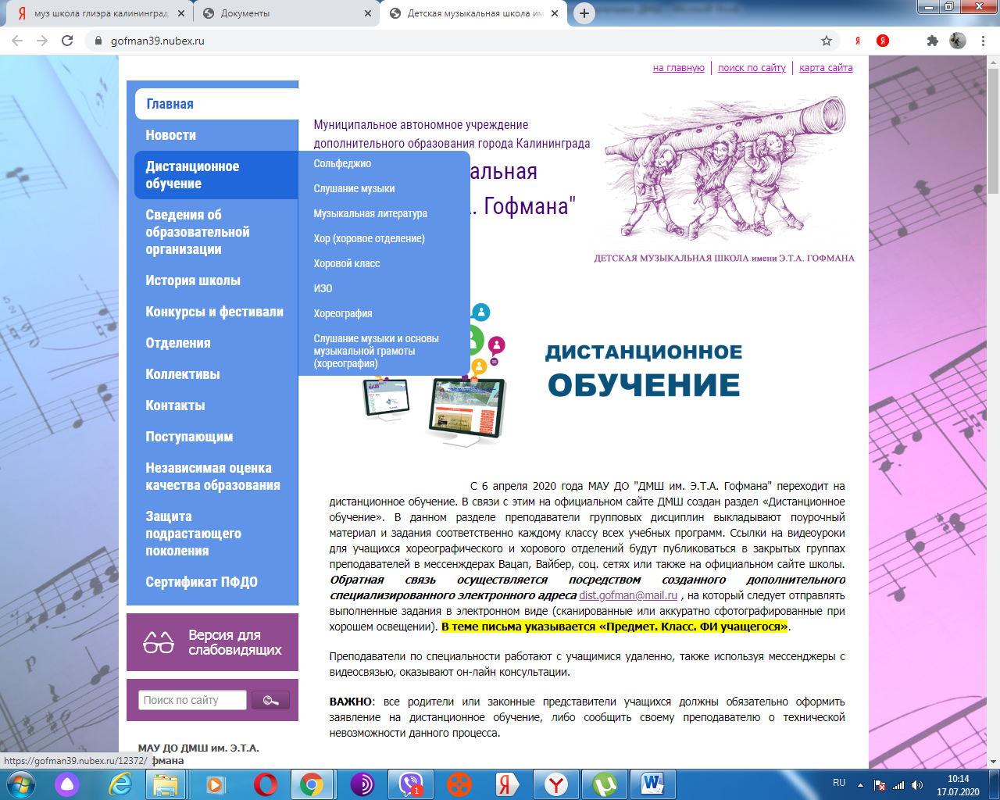 муз школа глиэра калининград
Документы
Детская музыкальная школа им
gofman39.nubex.ru
на главную
поиск по сайту
карта сайта
Главная
Новости
Дистанционное
обучение
Сведения об
образовательной
организации
История школы
Конкурсы и фестивали
Отделения
Коллективы
Контакты
Поступающим
Независимая оценка
качества образования
Защита
подрастающего
поколения
Сертификат ПФДО
Сольфеджио
Слушание музыки
Музыкальная литература
Хор (хоровое отделение)
Хоровой класс
ИЗО
Хореография
Слушание музыки и основы
музыкальной грамоты
(хореография)
Муниципальное автономное учреждение
дополнительного образования города Калининграда
альная
. Гофмана"
ДЕТСКАЯ МУЗЫКАЛЬНАЯ ШКОЛА имени Э.Т.А. ГОФМАНА
ДИСТАНЦИОННОЕ
ОБУЧЕНИЕ
С 6 апреля 2020 года МАУ ДО "ДМШ им. Э.Т.А. Гофмана" переходит на
дистанционное обучение. В связи с этим на официальном сайте ДМШ создан раздел «Дистанционное
обучение». В данном разделе преподаватели групповых дисциплин выкладывают поурочный
материал и задания соответственно каждому классу всех учебных программ. Ссылки на видеоуроки
для учащихся хореографического и хорового отделений будут публиковаться в закрытых группах
преподавателей в мессенждерах Вацап, Вайбер, соц. сетях или также на официальном сайте школы.
Обратная связь осуществляется посредством созданного дополнительного
специализированного электронного адреса dist.gofman@mail.ru , на который следует отправлять
выполненные задания в электронном виде (сканированные или аккуратно сфотографированные при
хорошем освещении). В теме письма указывается «Предмет. Класс. ФИ учащегося».
Преподаватели по специальности работают с учащимися удаленно, также используя мессенджеры с
видеосвязью, оказывают он-лайн консультации.
ВАЖНО: все родители или законные представители учащихся должны обязательно оформить
заявление на дистанционное обучение, либо сообщить своему преподавателю о технической
невозможности данного процесса.
Версия для
слабовидящих
Поиск по сайту
МАУ ДО ДМШ им. Э.Т.А.
фмана
https://gofman39.nubex.ru/12372/
1
RU
10:14
17.07.2020